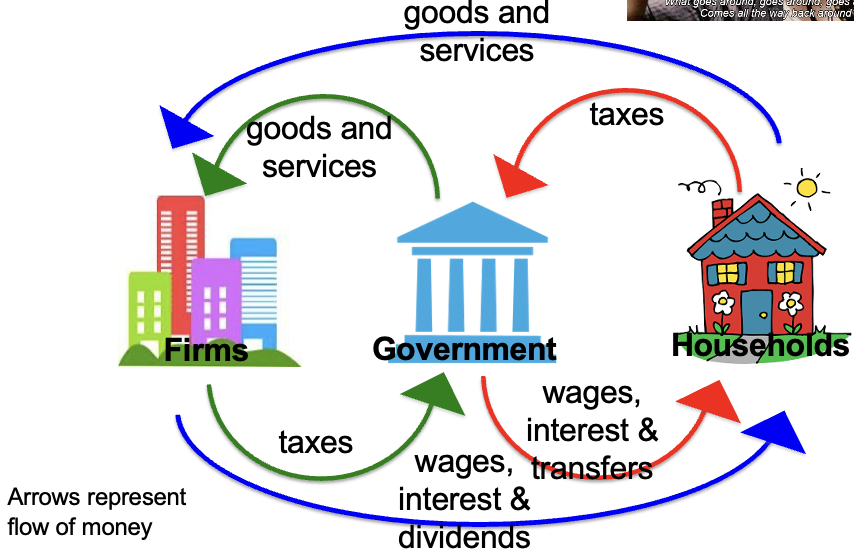 What goes around, goes around, goes
Comes all the way back around
goods and
services
goods and
services
taxes
Firms
Government
Households
taxes
wages,
interest &
transfers
wages,
interest &
dividends
Arrows represent
flow of money